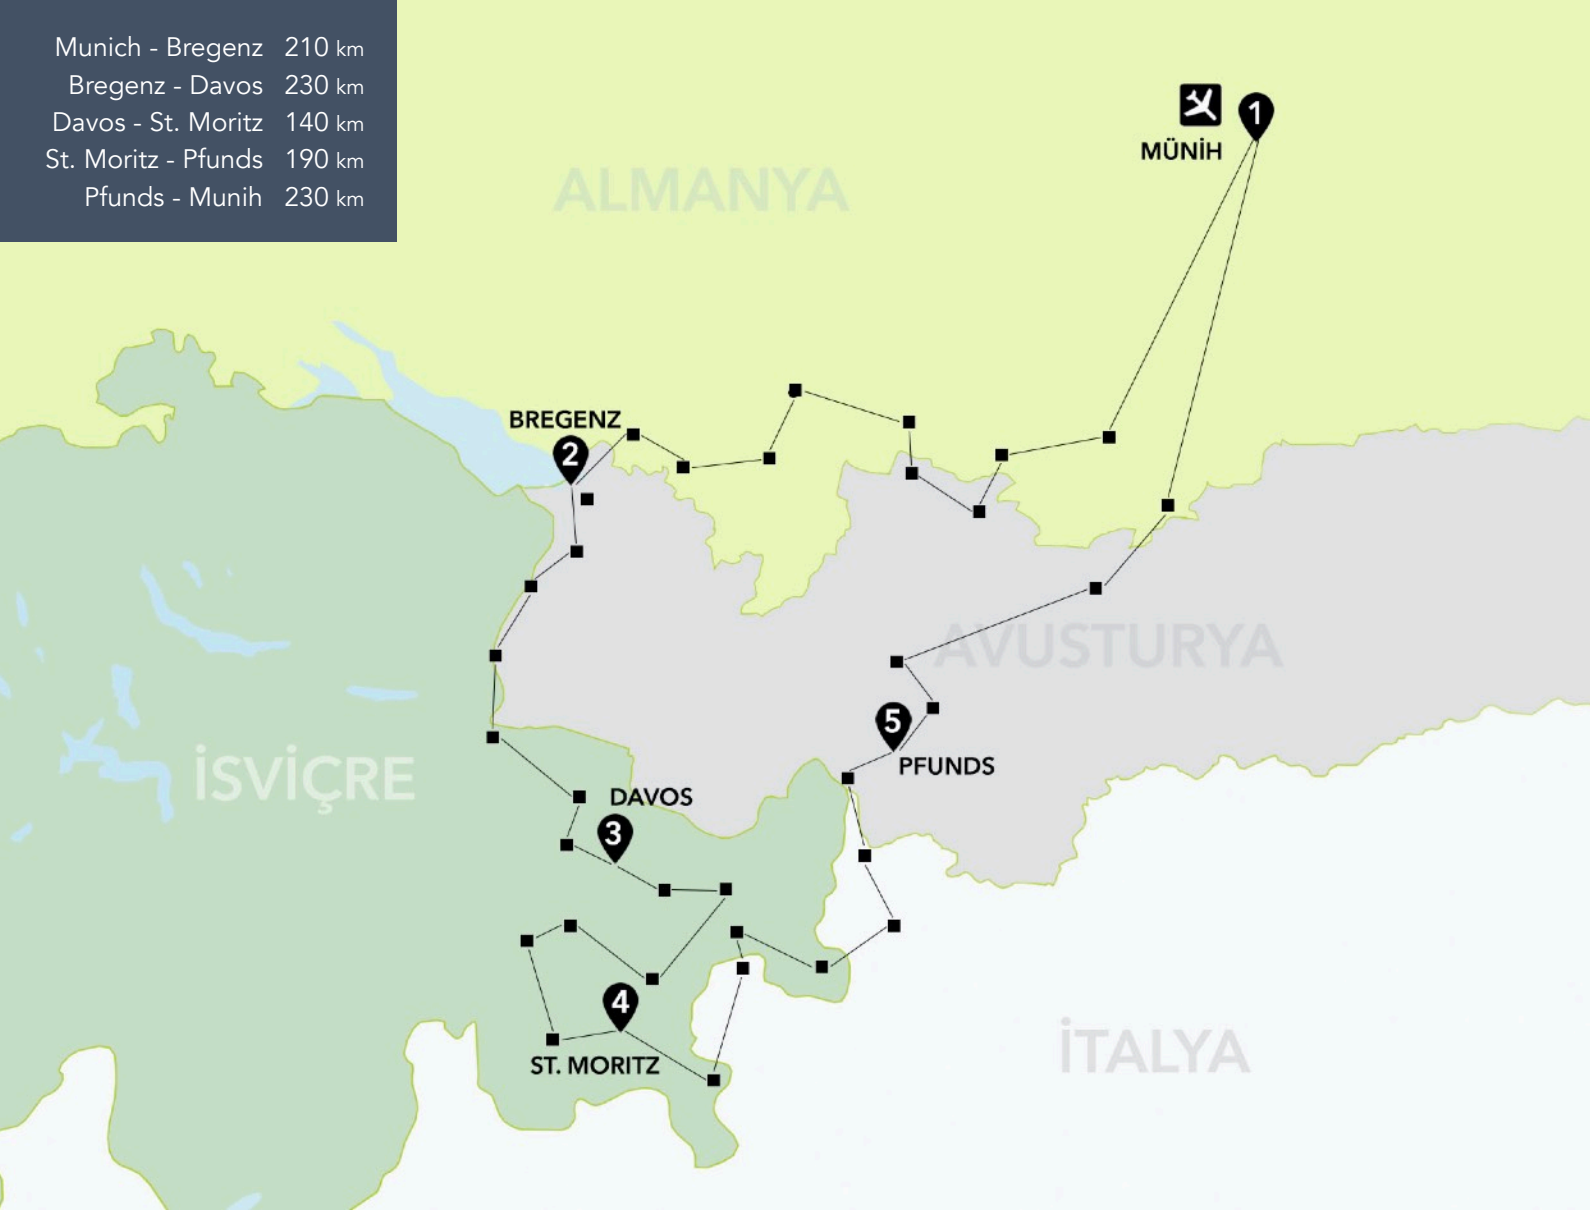 Munich - Bregenz 210 km
Bregenz - Davos 230 km
Davos - St. Moritz 140 km
St. Moritz - Pfunds 190 km
Pfunds - Munih 230 km
1
MÜNİH
ALMANYA
BREGENZ
2
AVUSTURYA
5
PFUNDS
İSVİÇRE
DAVOS
3
4
ST. MORITZ
İTALYA